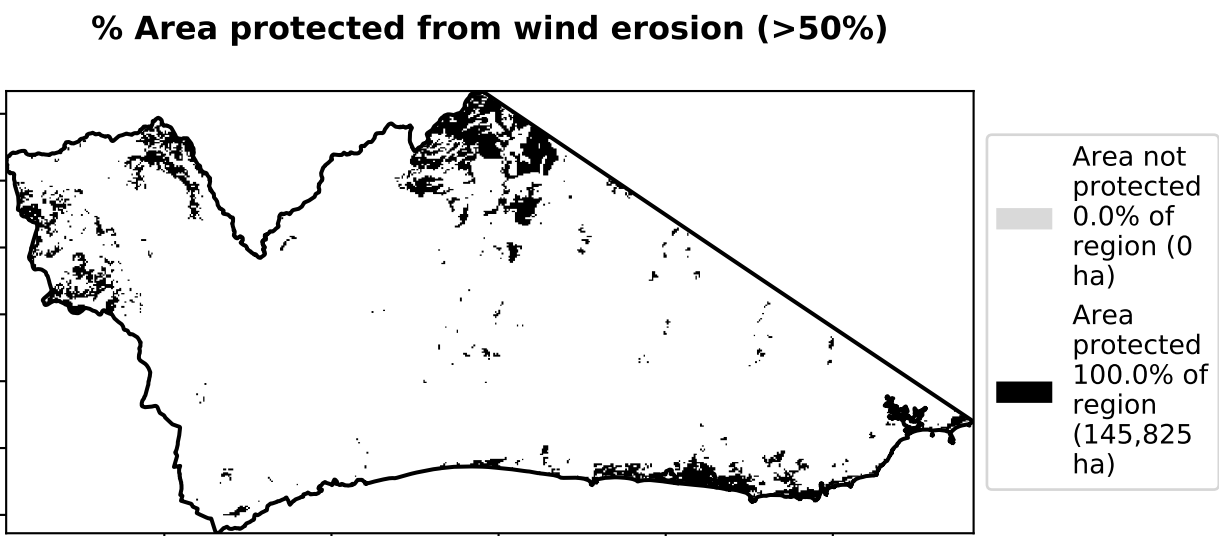 % Area protected from wind erosion (>50%)
Area not
protected
0.0% of
region (0
ha)
Area
protected
100.0% of
region
(145,825
ha)